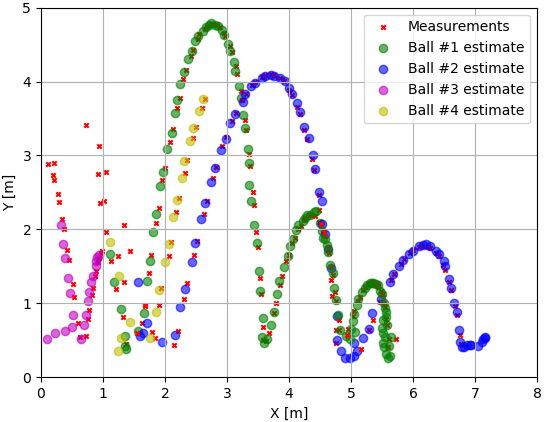 5
4
3
2
1
0
Y [m]
Measurements
Ball #1 estimate
Ball #2 estimate
Ball #3 estimate
Ball #4 estimate
0 1 2 3 4 5 6 7 8
X [m]